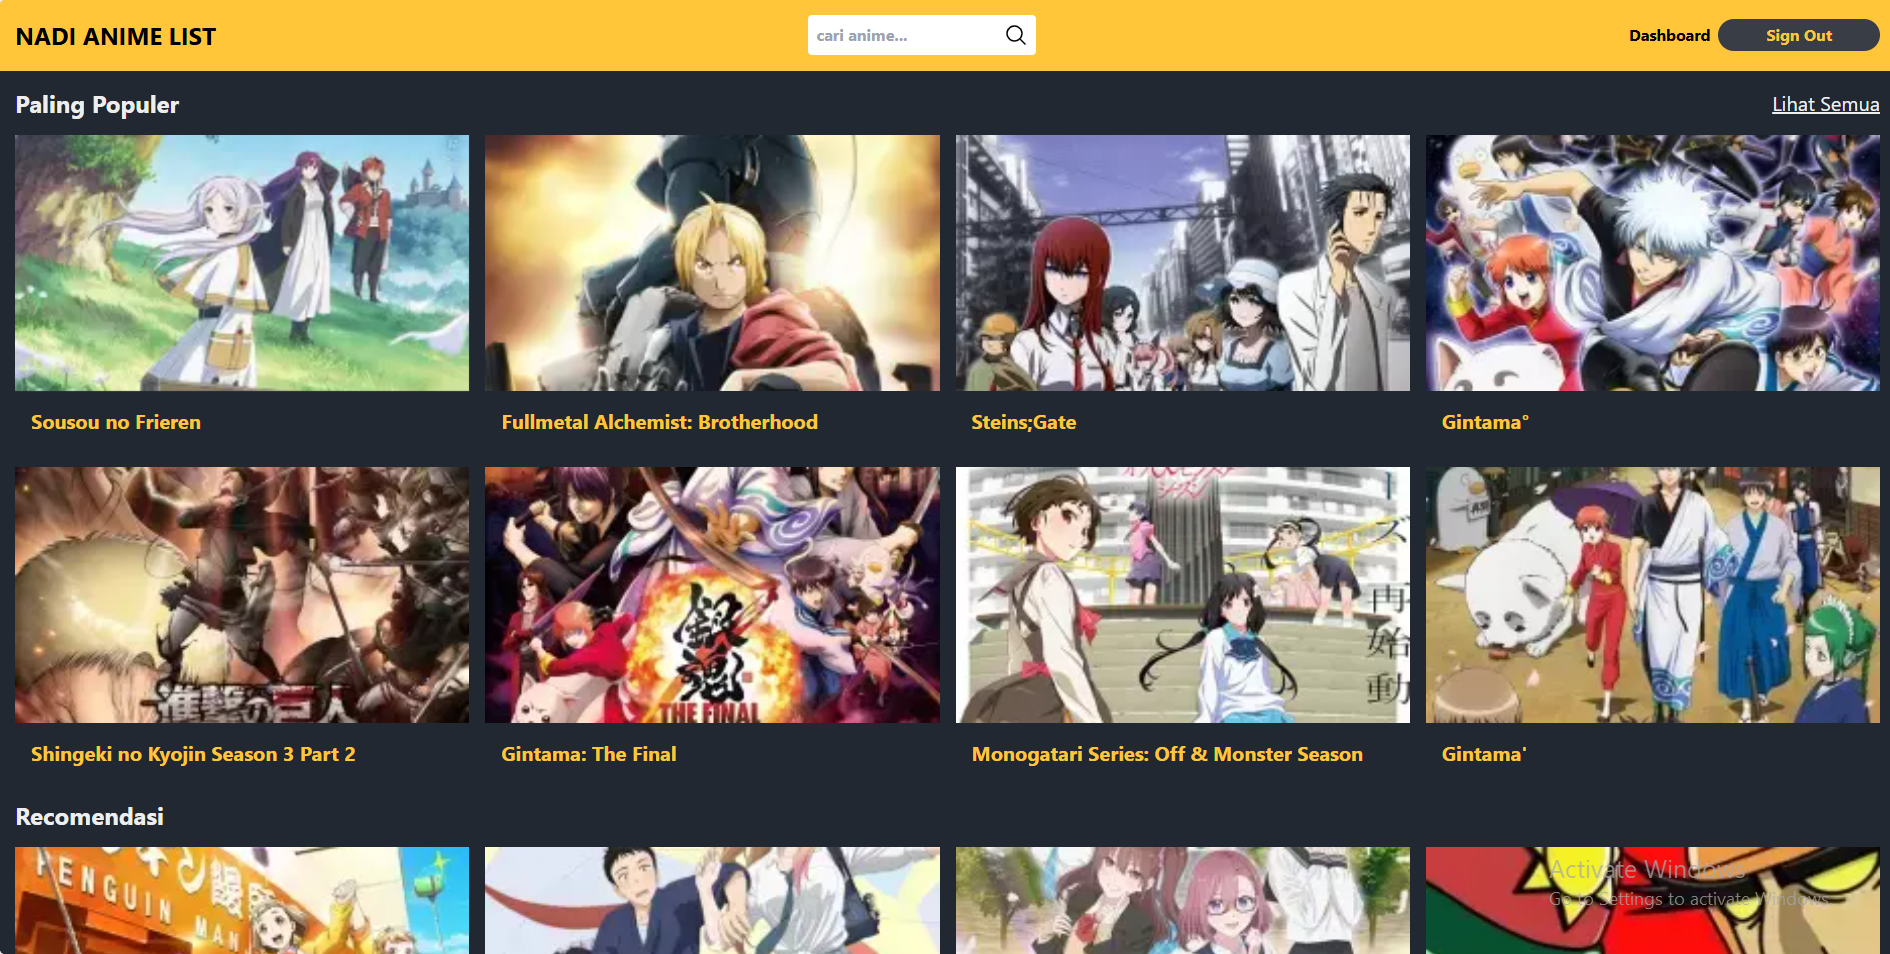 NADI ANIME LIST
cari anime...
Dashboard
Sign Out
Paling Populer
Lihat Semua
Sousou no Frieren
Fullmetal Alchemist: Brotherhood
Steins;Gate
Gintama°
進撃の巨人
銀魂
THE FINAL
再始動
Shingeki no Kyojin Season 3 Part 2
Gintama: The Final
Monogatari Series: Off & Monster Season
Gintama'
Recomendasi
PENGUIN
MAN
Activate Windows
Go to Settings to activate Windows.